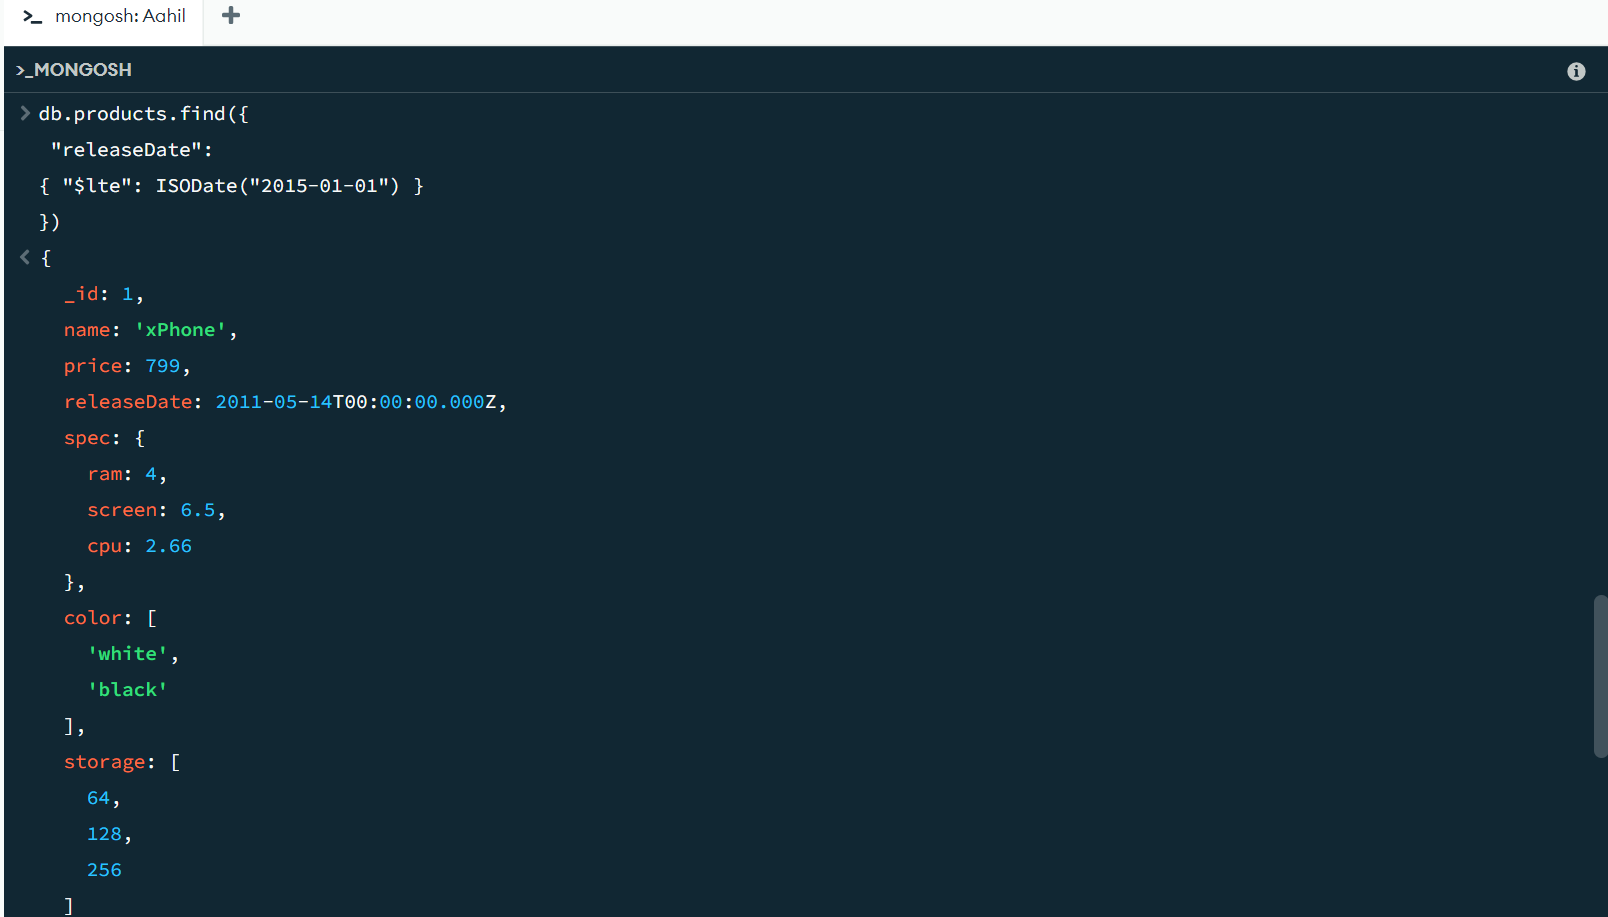 >_ mongosh: Aahil +
>_MONGOSH
> db.products.find({
"releaseDate":
{ "$lte": ISODate("2015-01-01") }
})
< {
_id: 1,
name: 'xPhone',
price: 799,
releaseDate: 2011-05-14T00:00:00.000Z,
spec: {
ram: 4,
screen: 6.5,
cpu: 2.66
},
color: [
'white',
'black'
],
storage: [
64,
128,
256
]